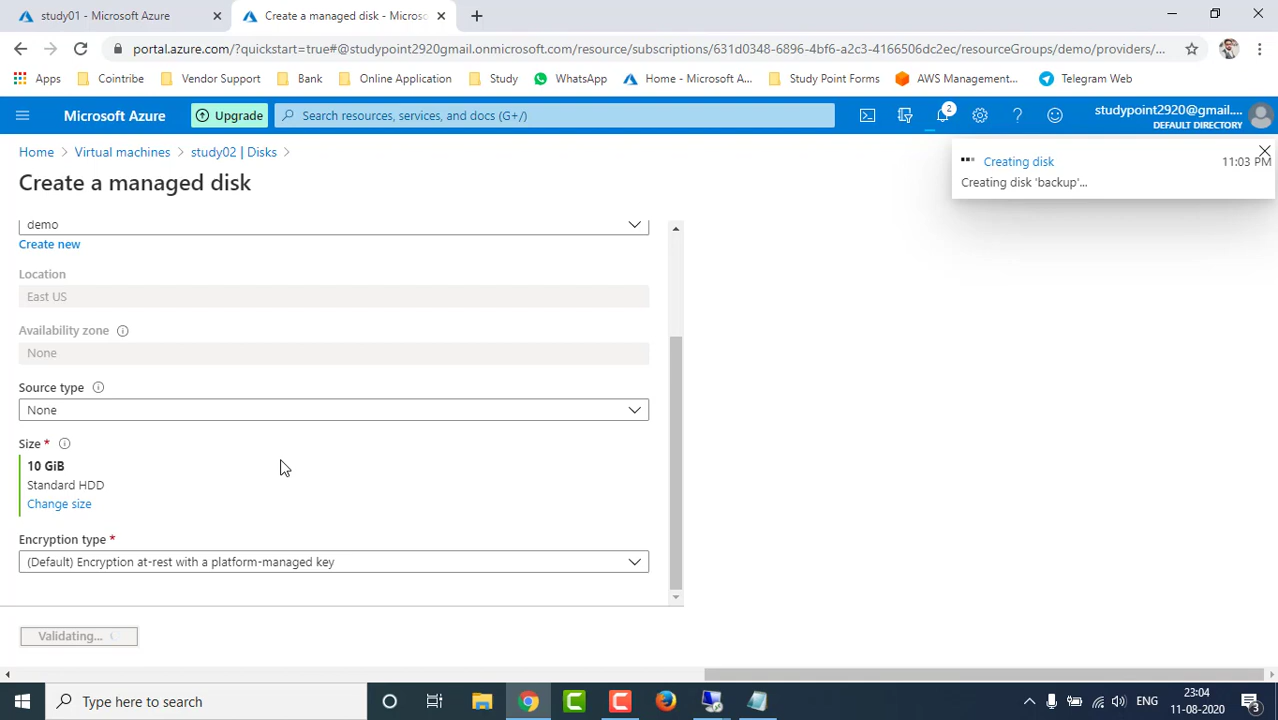 study01 - Microsoft Azure
Create a managed disk - Microso
portal.azure.com/?quickstart=true#@studypoint2920gmail.onmicrosoft.com/resource/subscriptions/631d0348-6896-4bf6-a2c3-4166506dc2ec/resourceGroups/demo/providers/...
Apps
Cointribe
Vendor Support
Bank
Online Application
Study
WhatsApp
Home - Microsoft A...
Study Point Forms
AWS Management...
Telegram Web
Microsoft Azure
Upgrade
Search resources, services, and docs (G+/)
2
studypoint2920@gmail....
DEFAULT DIRECTORY
Home > Virtual machines > study02 | Disks >
Create a managed disk
Creating disk
11:03 PM
Creating disk 'backup'...
demo
Create new
Location
East US
Availability zone
None
Source type
None
Size *
10 GiB
Standard HDD
Change size
Encryption type *
(Default) Encryption at-rest with a platform-managed key
Validating...
Type here to search
ENG
23:04
11-08-2020
3